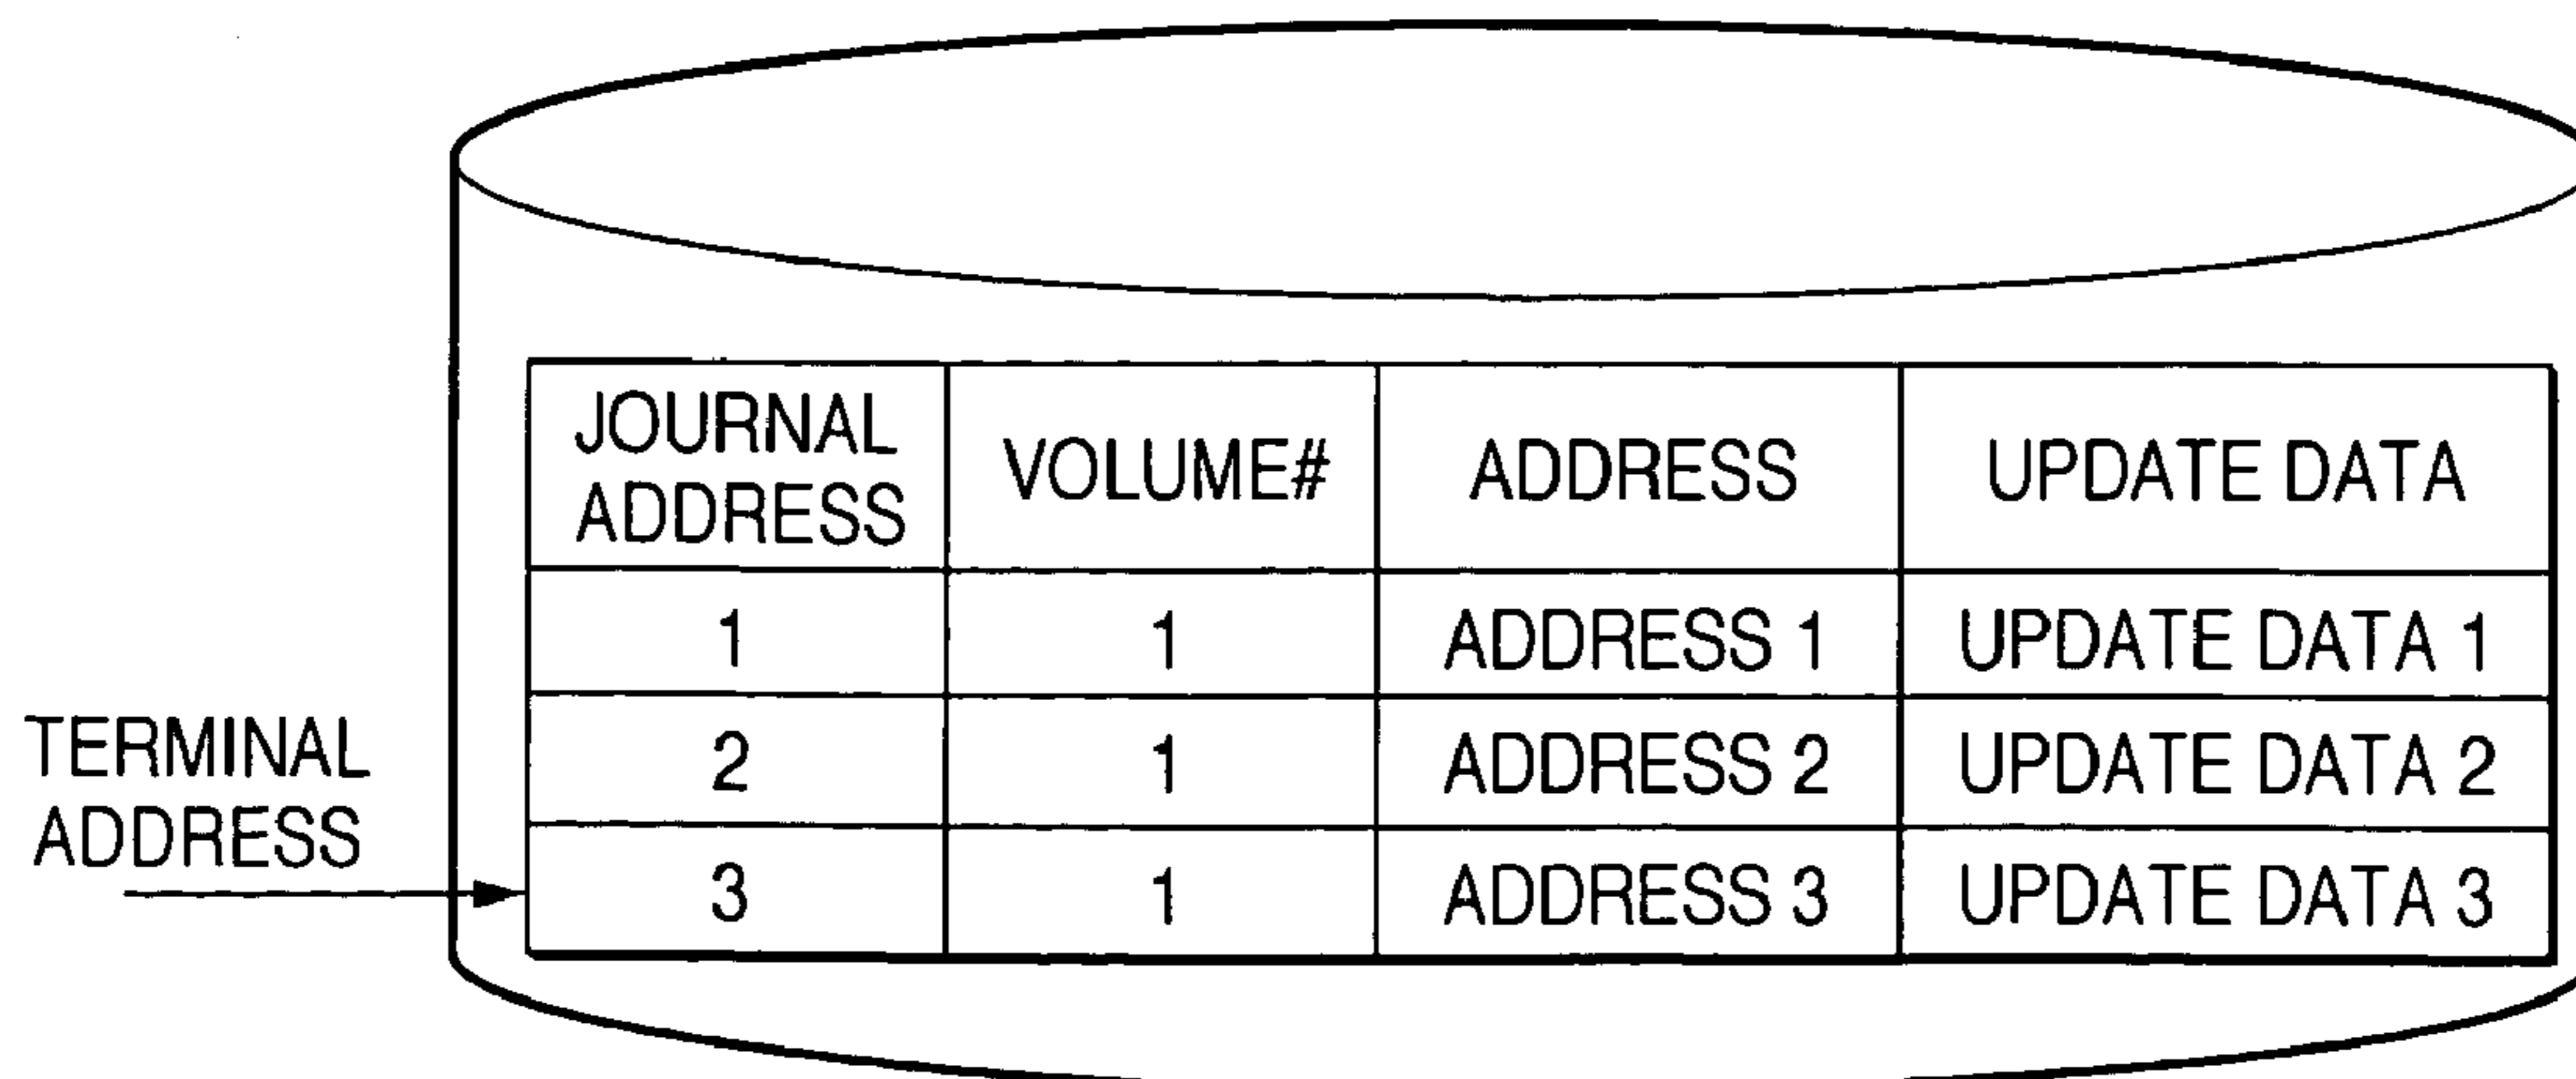 JOURNAL
ADDRESS
VOLUME#
ADDRESS
UPDATE DATA
1
1
ADDRESS 1
UPDATE DATA 1
2
1
ADDRESS 2
UPDATE DATA 2
3
1
ADDRESS 3
UPDATE DATA 3
TERMINAL
ADDRESS